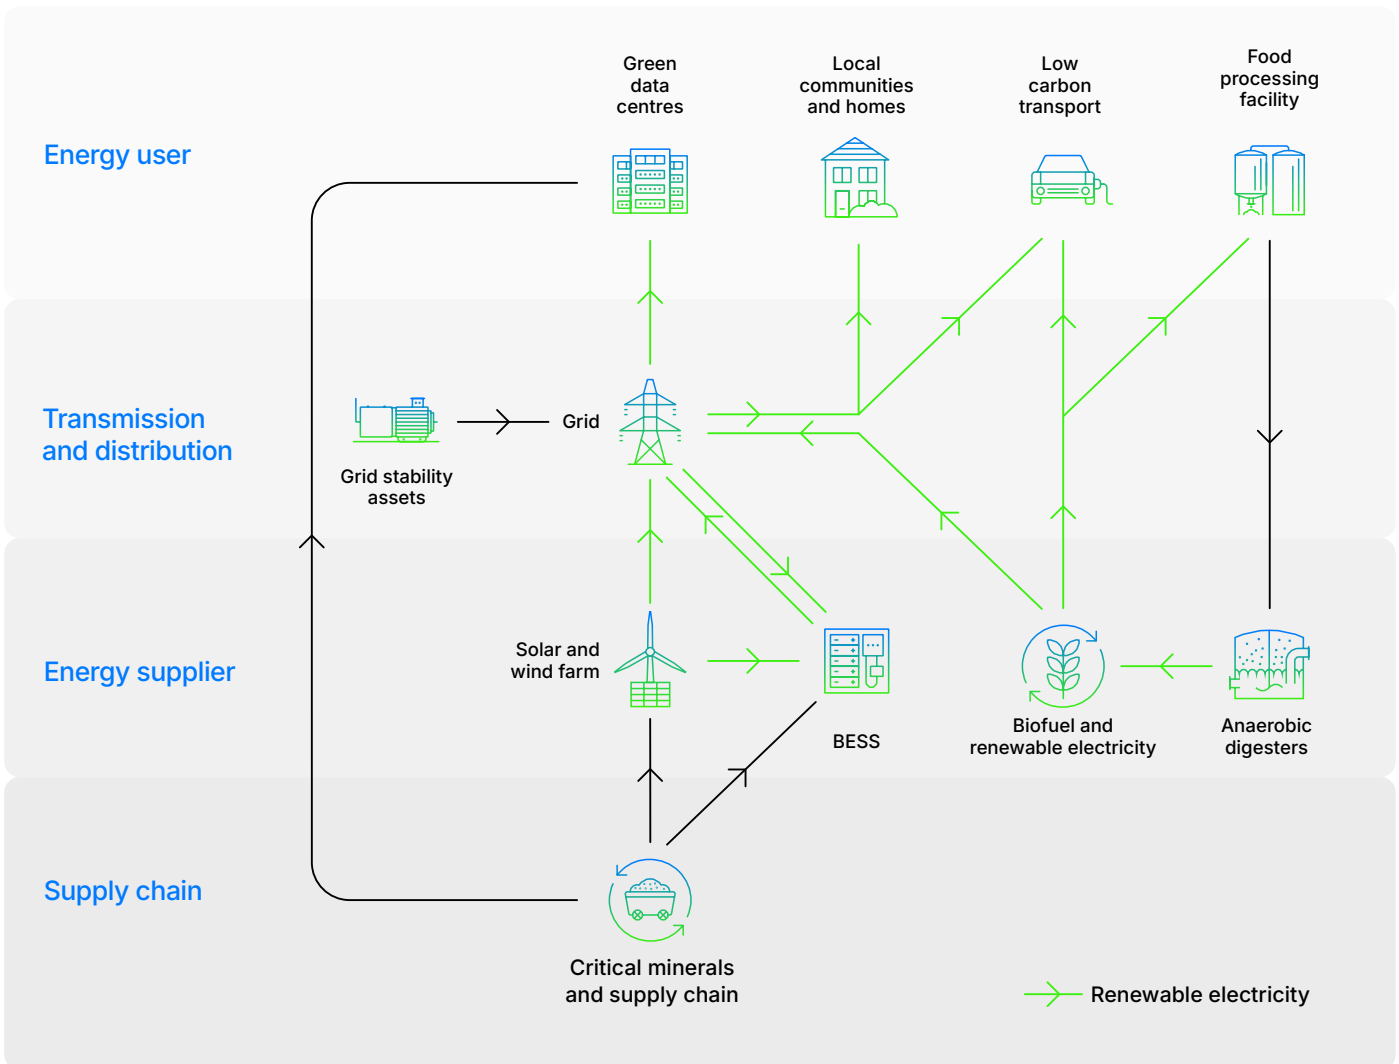 Green
data
centres
Local
communities
and homes
Low
carbon
transport
Food
processing
facility
Energy user
Transmission
and distribution
Grid
Grid stability
assets
Energy supplier
Solar and
wind farm
BESS
Biofuel and
renewable electricity
Anaerobic
digesters
Supply chain
Critical minerals
and supply chain
Renewable electricity